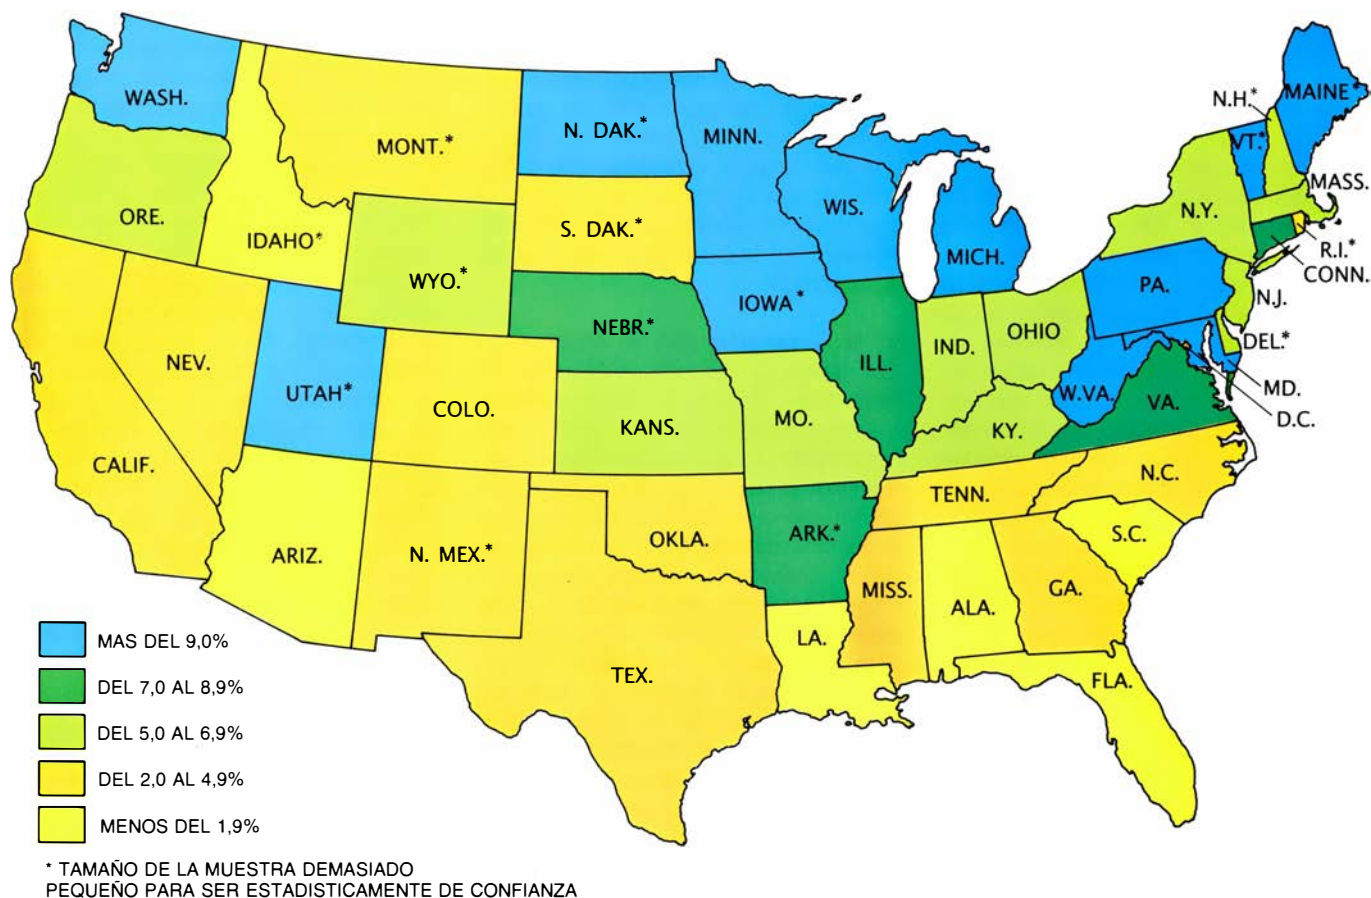 WASH.
MONT.*
N. DAK.*
MINN.
N.H.*
MAINE*
VT.*
MASS.
ORE.
IDAHO*
S. DAK.*
WIS.
MICH.
N.Y.
R.I.*
CONN.
WYO.*
IOWA*
PA.
N.J.
NEBR.*
NEV.
UTAH*
COLO.
ILL.
IND.
OHIO
DEL.*
MD.
D.C.
W.VA.
VA.
CALIF.
KANS.
MO.
KY.
ARIZ.
N. MEX.*
OKLA.
ARK.*
TENN.
N.C.
S.C.
MISS.
ALA.
GA.
LA.
TEX.
FLA.
MAS DEL 9,0%
DEL 7,0 AL 8,9%
DEL 5,0 AL 6,9%
DEL 2,0 AL 4,9%
MENOS DEL 1,9%
* TAMAÑO DE LA MUESTRA DEMASIADO
PEQUEÑO PARA SER ESTADISTICAMENTE DE CONFIANZA